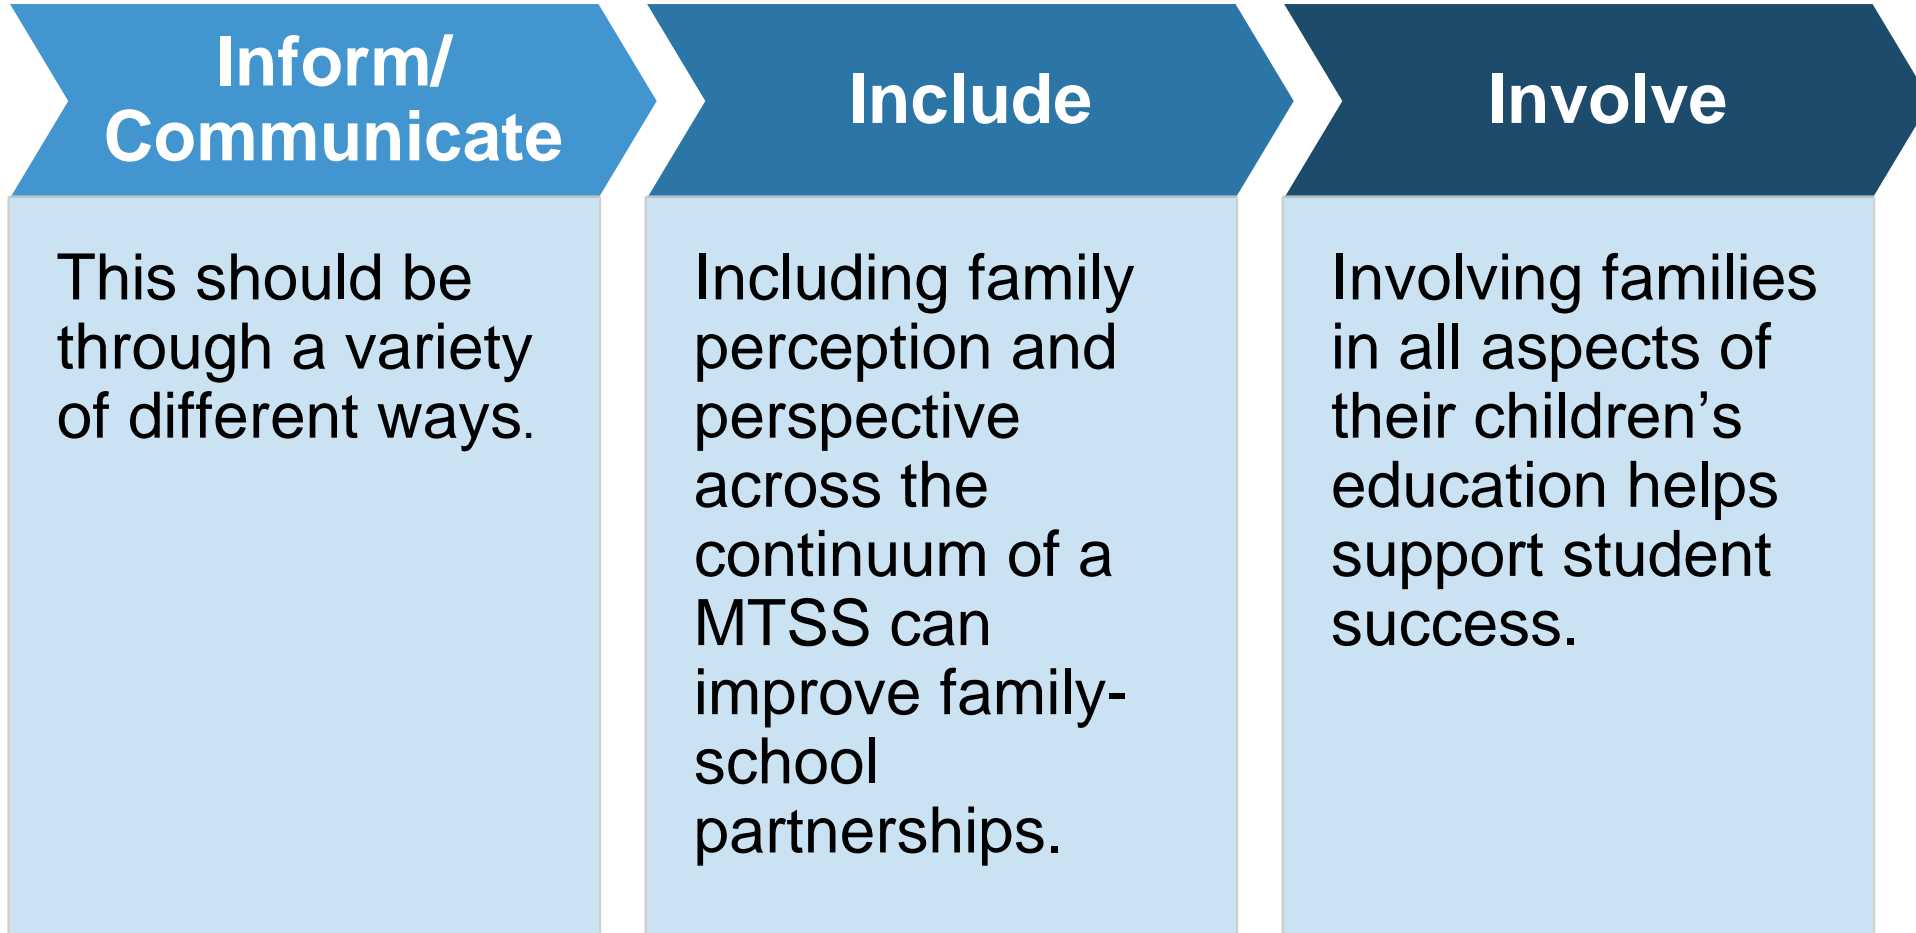 Inform/
Communicate
This should be
through a variety
of different ways.
Include
Including family
perception and
perspective
across the
continuum of a
MTSS can
improve family-
school
partnerships.
Involve
Involving families
in all aspects of
their children’s
education helps
support student
success.